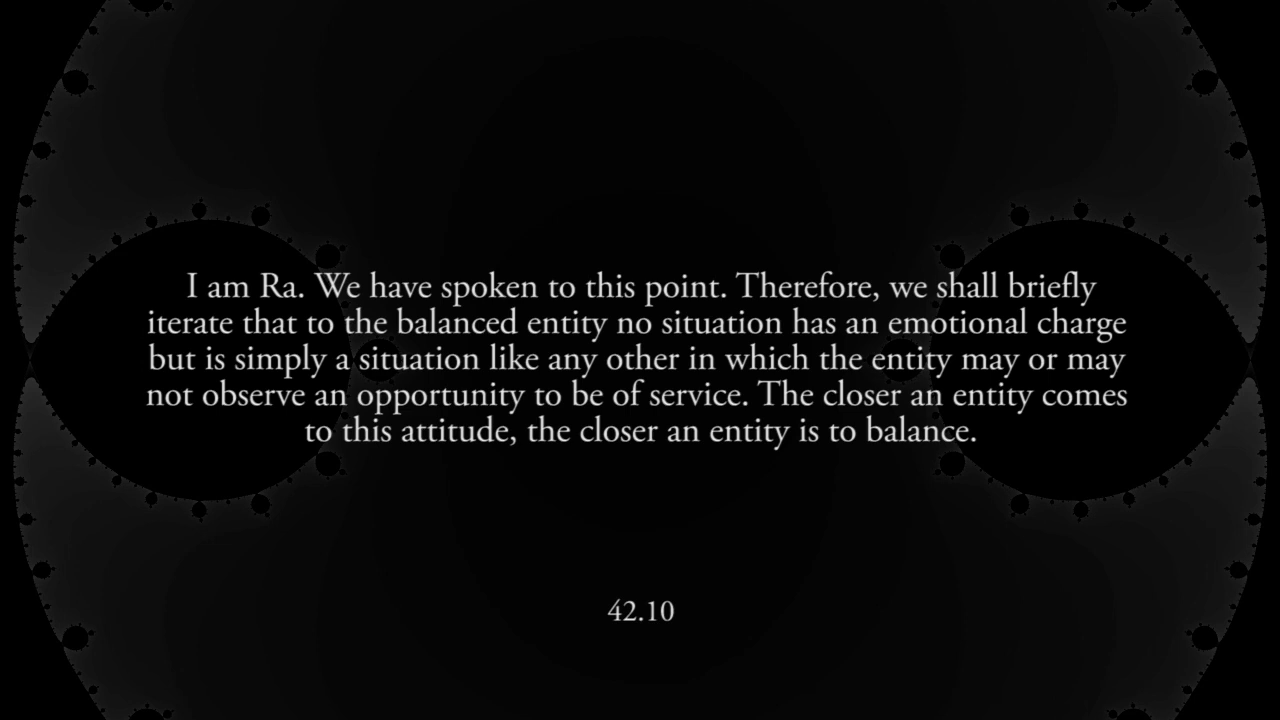 I am Ra. We have spoken to this point. Therefore, we shall briefly
iterate that to the balanced entity no situation has an emotional charge
but is simply a situation like any other in which the entity may or may
not observe an opportunity to be of service. The closer an entity comes
to this attitude, the closer an entity is to balance.
42.10